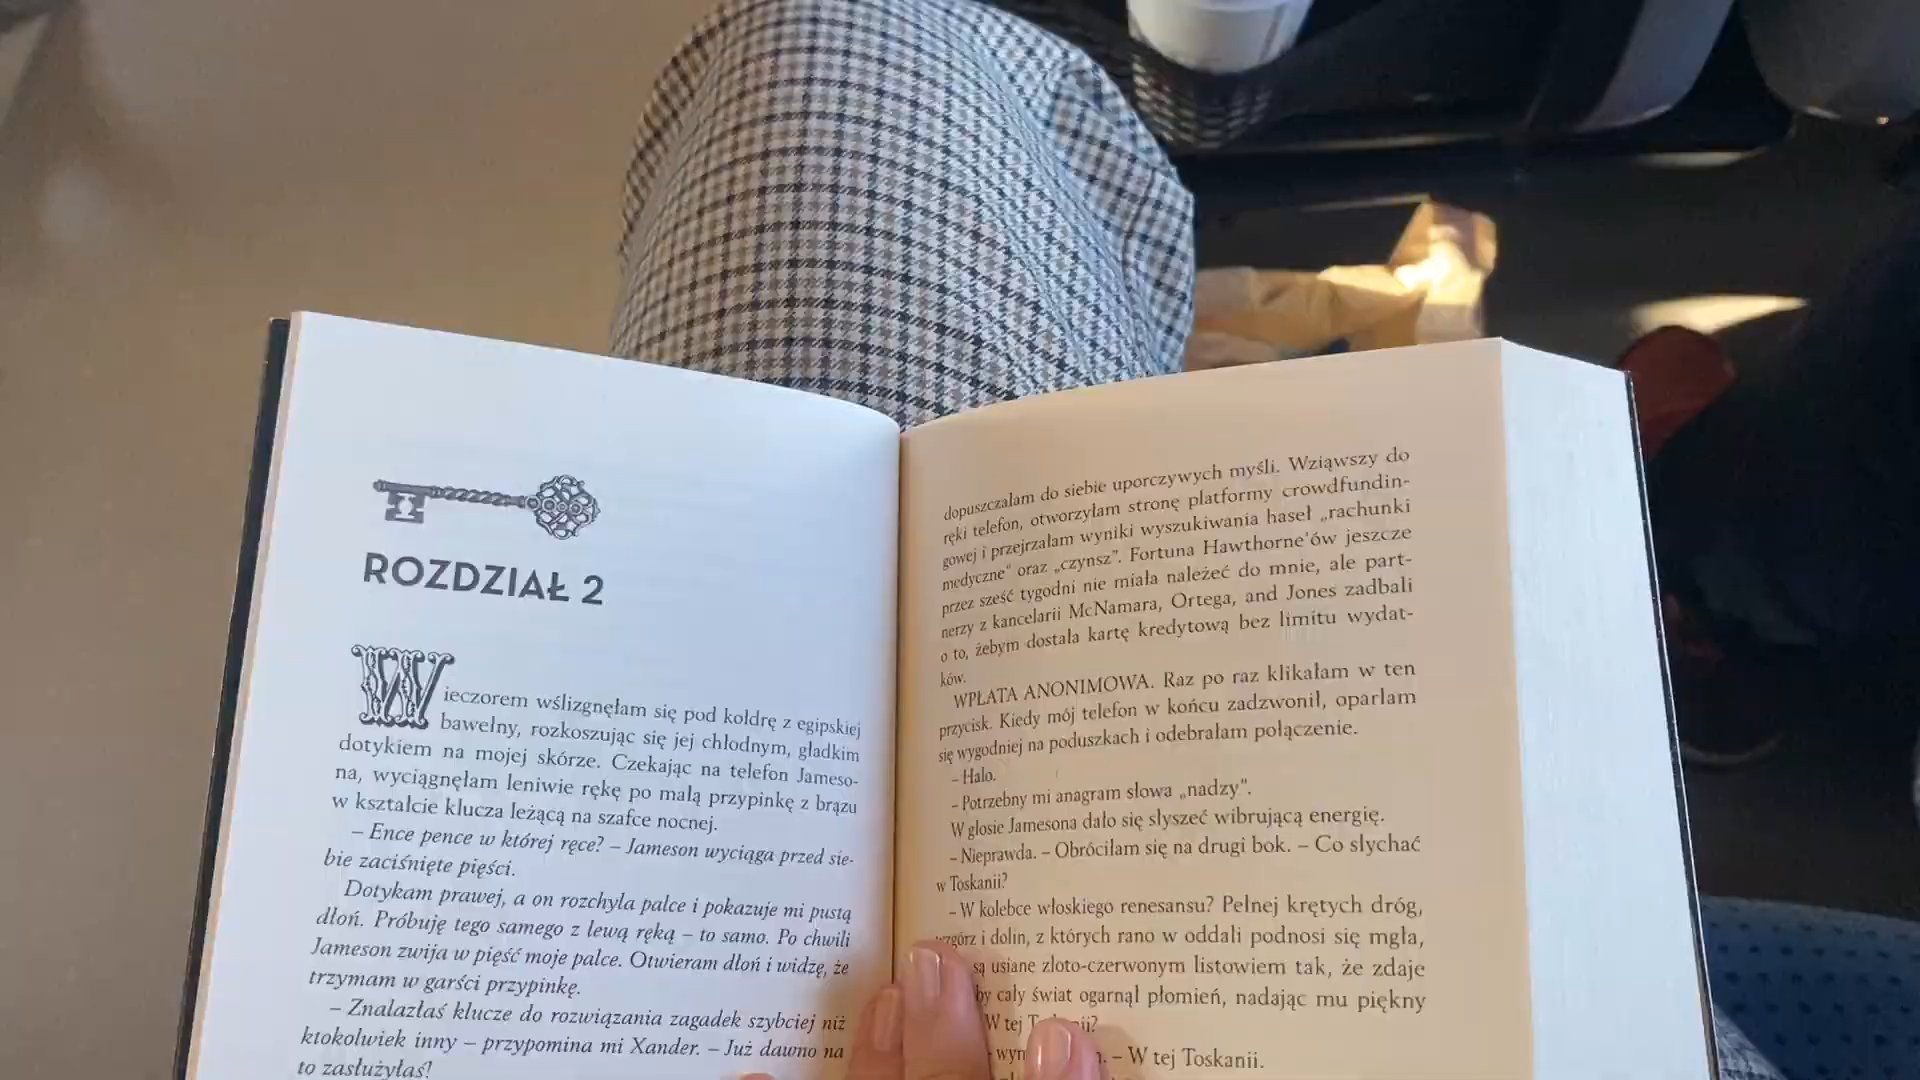 ROZDZIAŁ 2
Wieczorem wślizgnęłam się pod kołdrę z egipskiej
bawełny, rozkoszując się jej chłodnym, gładkim
dotykiem na mojej skórze. Czekając na telefon Jameso-
na, wyciągnęłam leniwie rękę po małą przypinkę z brązu
w kształcie klucza leżącą na szafce nocnej.
– Ence pence w której ręce? – Jameson wyciąga przed sie-
bie zaciśnięte pięści.
Dotykam prawej, a on rozchyla palce i pokazuje mi pustą
dłoń. Próbuję tego samego z lewą ręką – to samo. Po chwili
Jameson zwija w pięść moje palce. Otwieram dłoń i widzę, że
trzymam w garści przypinkę.
– Znalazłaś klucze do rozwiązania zagadek szybciej niż
ktokolwiek inny – przypomina mi Xander. – Już dawno na
to zasłużyłaś!
dopuszczałam do siebie uporczywych myśli. Wziąwszy do
ręki telefon, otworzyłam stronę platformy crowdfundin-
gowej i przejrzałam wyniki wyszukiwania haseł „rachunki
medyczne” oraz „czynsz”. Fortuna Hawthorne'ów jeszcze
przez sześć tygodni nie miała należeć do mnie, ale part-
nerzy z kancelarii McNamara, Ortega, and Jones zadbali
o to, żebym dostała kartę kredytową bez limitu wydat-
ków.
WPŁATA ANONIMOWA. Raz po raz klikałam w ten
przycisk. Kiedy mój telefon w końcu zadzwonił, oparłam
się wygodniej na poduszkach i odebrałam połączenie.
– Halo.
– Potrzebny mi anagram słowa „nadzy”.
W głosie Jamesona dało się słyszeć wibrującą energię.
– Nieprawda. – Obróciłam się na drugi bok. – Co słychać
w Toskanii?
– W kolebce włoskiego renesansu? Pełnej krętych dróg,
wzgórz i dolin, z których rano w oddali podnosi się mgła,
są usiane złoto-czerwonym listowiem tak, że zdaje
by cały świat ogarnął płomień, nadając mu piękny
W tej
– W tej Toskanii.